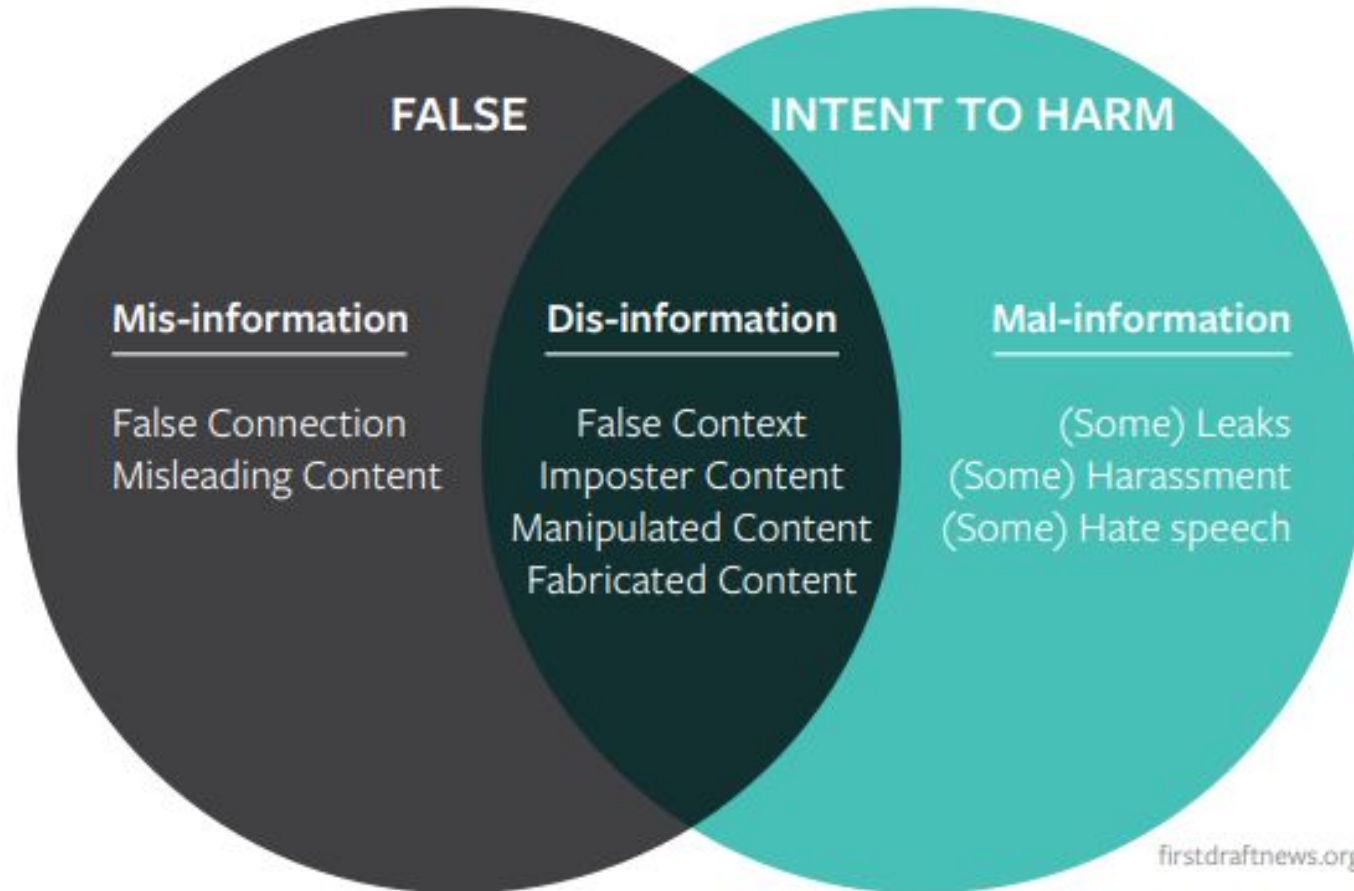 FALSE
INTENT TO HARM
Mis-information
False Connection
Misleading Content
Dis-information
False Context
Imposter Content
Manipulated Content
Fabricated Content
Mal-information
(Some) Leaks
(Some) Harassment
(Some) Hate speech
firstdraftnews.org